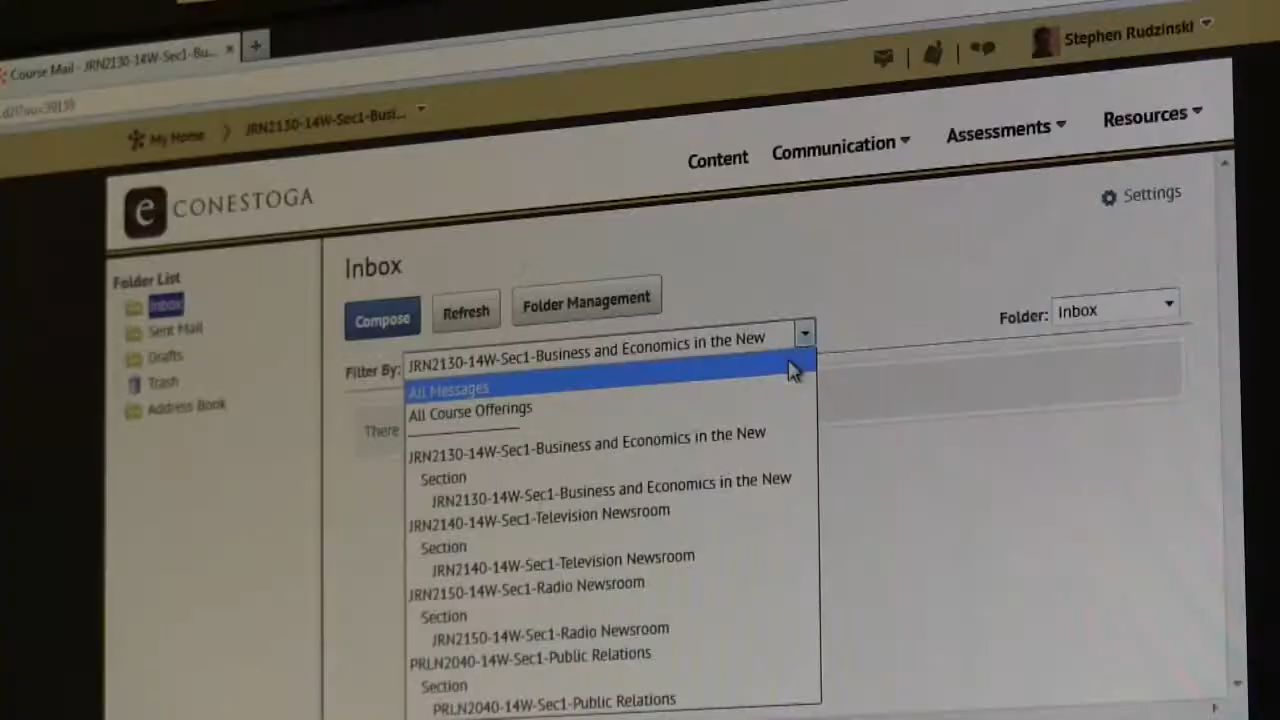 Course Mail - JRN2130-14W-Sec1-Bu...
Stephen Rudzinski
My Home
JRN2130-14W-Sec1-Busi...
Content
Communication
Assessments
Resources
e CONESTOGA
Settings
Folder List
Inbox
Sent Mail
Drafts
Trash
Address Book
Inbox
Compose
Refresh
Folder Management
Folder: Inbox
Filter By: JRN2130-14W-Sec1-Business and Economics in the New
All Messages
All Course Offerings
There
JRN2130-14W-Sec1-Business and Economics in the New
Section
JRN2130-14W-Sec1-Business and Economics in the New
JRN2140-14W-Sec1-Television Newsroom
Section
JRN2140-14W-Sec1-Television Newsroom
JRN2150-14W-Sec1-Radio Newsroom
Section
JRN2150-14W-Sec1-Radio Newsroom
PRLN2040-14W-Sec1-Public Relations
Section
PRLN2040-14W-Sec1-Public Relations